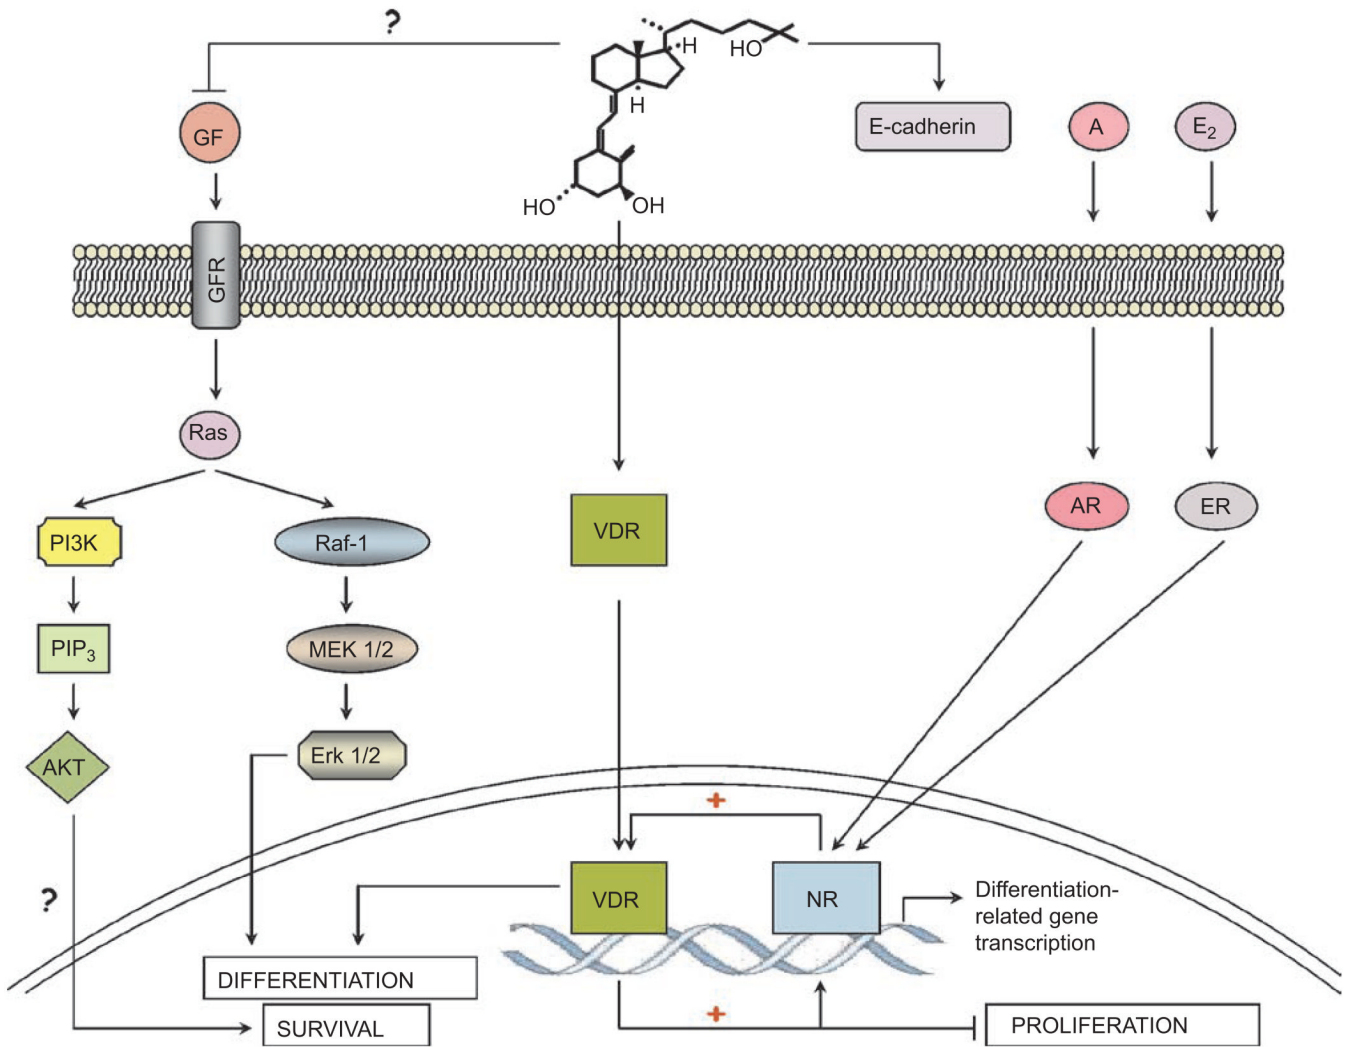 ?
H
HO
H
HO
OH
GF
E-cadherin
A
E₂
GFR
Ras
PI3K
Raf-1
VDR
AR
ER
PIP₃
MEK 1/2
AKT
Erk 1/2
+
?
VDR
NR
Differentiation-
related gene
transcription
DIFFERENTIATION
SURVIVAL
+
PROLIFERATION